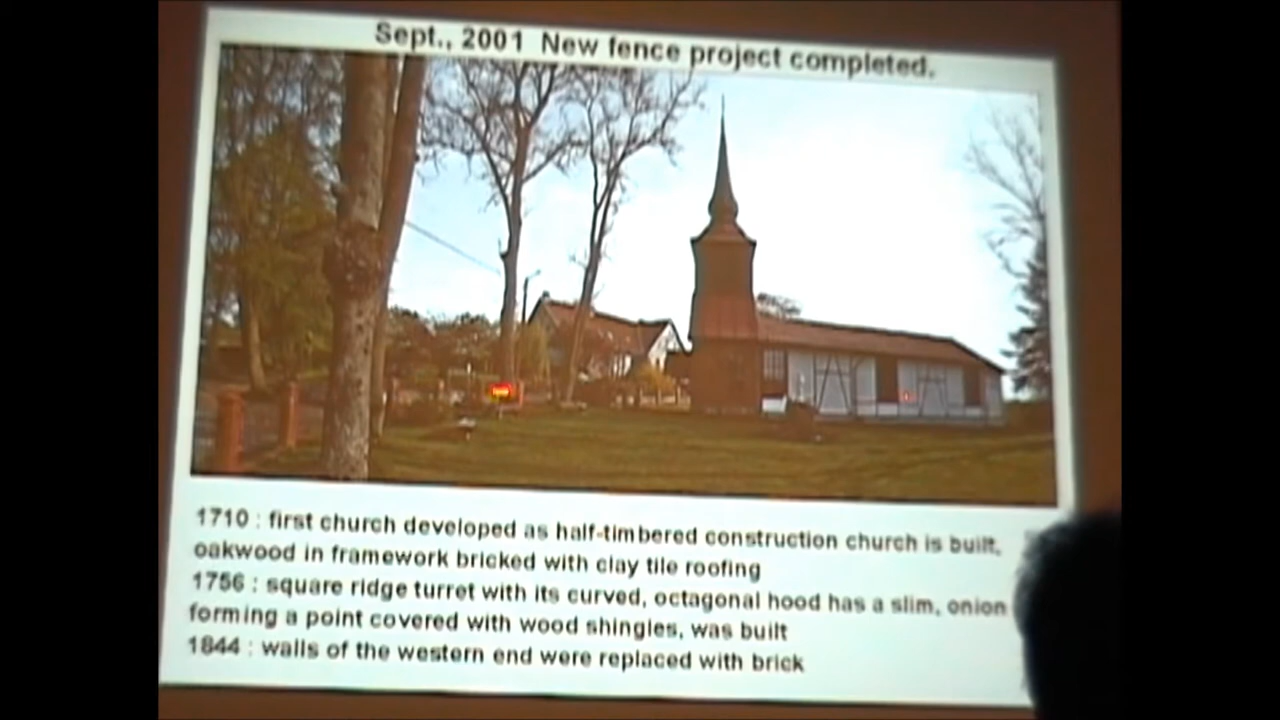 Sept., 2001 New fence project completed.
1710 : first church developed as half-timbered construction church is built,
oakwood in framework bricked with clay tile roofing
1756 : square ridge turret with its curved, octagonal hood has a slim, onion
forming a point covered with wood shingles, was built
1844 : walls of the western end were replaced with brick